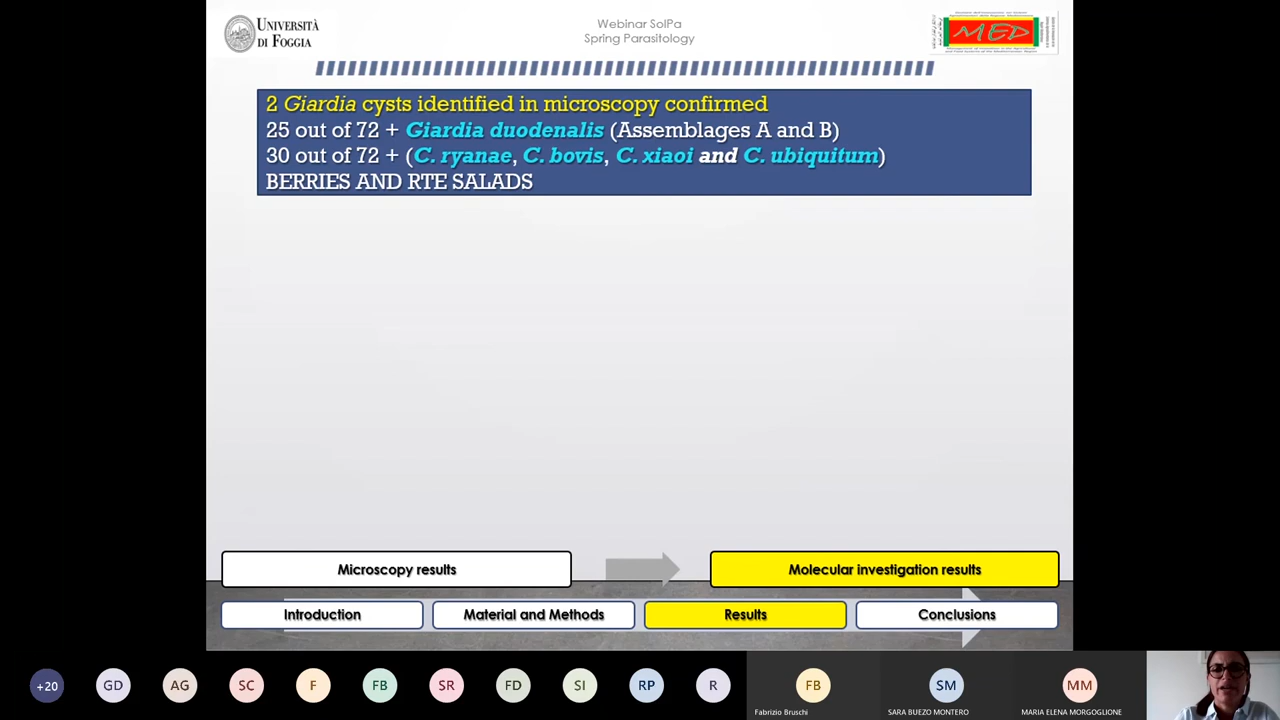 UNIVERSITÀ
DI FOGGIA
Webinar SoIPa
Spring Parasitology
MED
2 Giardia cysts identified in microscopy confirmed
25 out of 72 + Giardia duodenalis (Assemblages A and B)
30 out of 72 + (C. ryanae, C. bovis, C. xiaoi and C. ubiquitum)
BERRIES AND RTE SALADS
Microscopy results
Molecular investigation results
Introduction
Material and Methods
Results
Conclusions
+20
GD
AG
SC
F
FB
SR
FD
SI
RP
R
FB
SM
MM
Fabrizio Bruschi
SARA BUEZO MONTERO
MARIA ELENA MORGOGLIONE